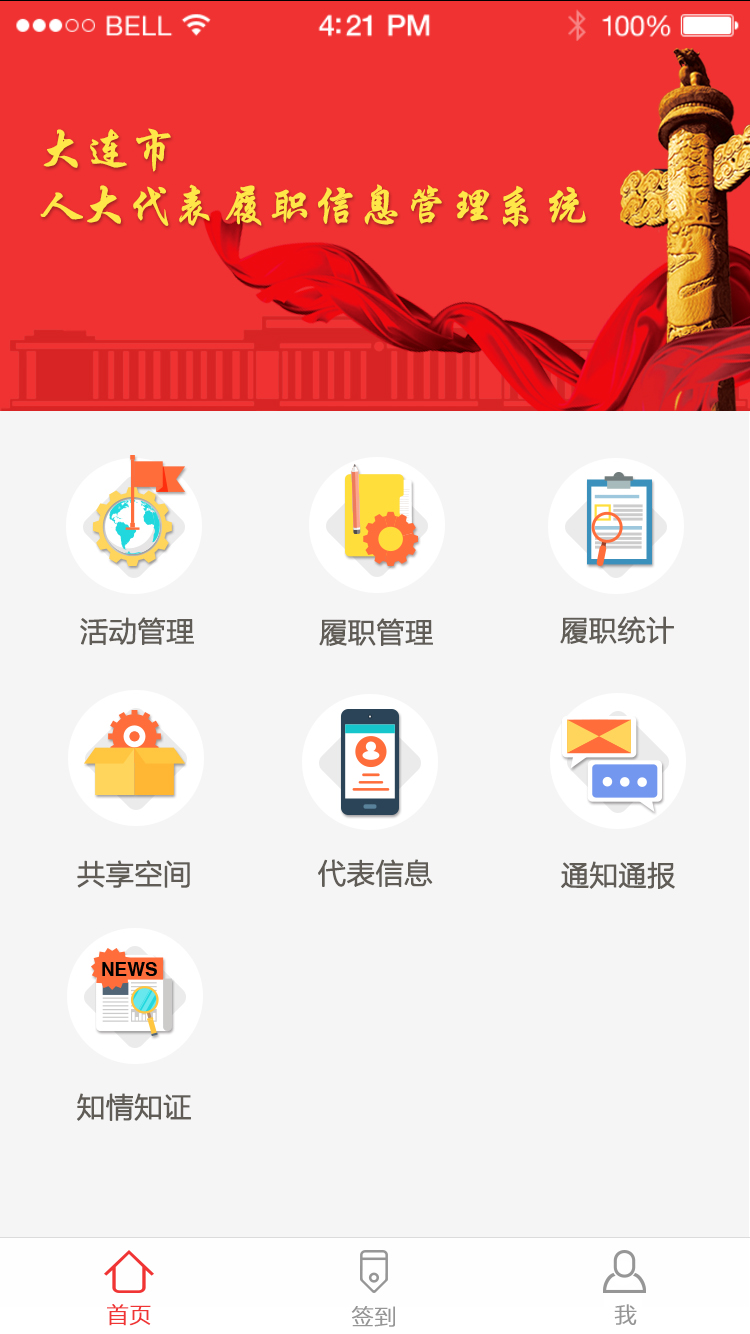 BELL 4:21 PM 100%
大连市
人大代表履职信息管理系统
活动管理 履职管理 履职统计
共享空间 代表信息 通知通报
NEWS
知情知证
首页 签到 我